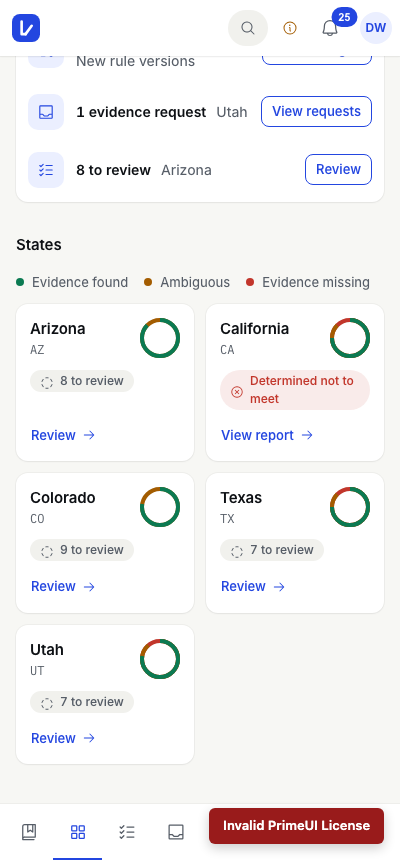 25
DW
New rule versions
1 evidence request Utah View requests
8 to review Arizona Review
States
Evidence found Ambiguous Evidence missing
Arizona
AZ
8 to review
Review
California
CA
Determined not to
meet
View report
Colorado
CO
9 to review
Review
Texas
TX
7 to review
Review
Utah
UT
7 to review
Review
Invalid PrimeUI License